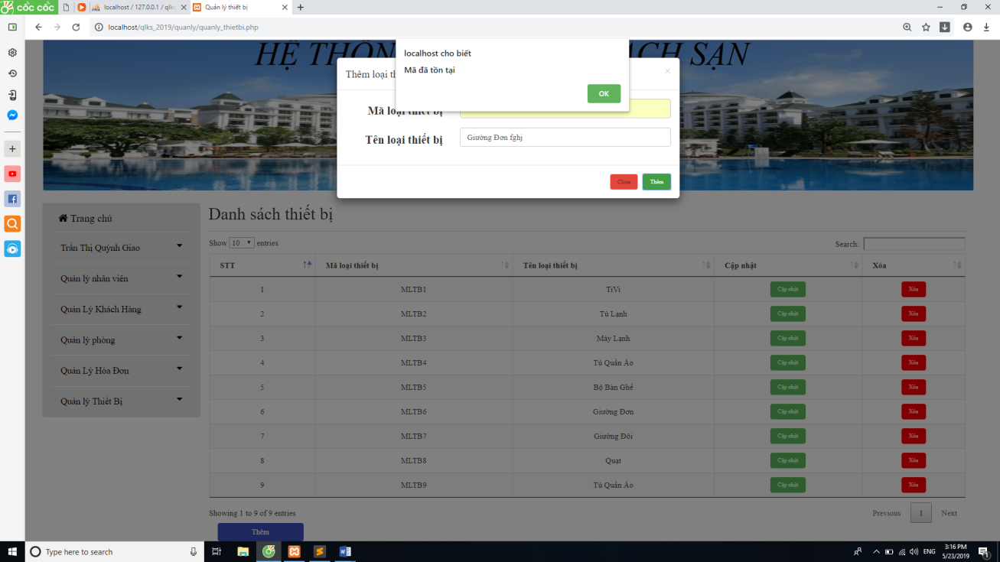 cốc cốc
localhost / 127.0.0.1 / qlk
Quản lý thiết bị
localhost/qlks_2019/quanly/quanly_thietbi.php
HỆ THỐN
ẠCH SẠN
localhost cho biết
Mã đã tồn tại
OK
Thêm loại th
Mã loại thiết bị
Tên loại thiết bị
Giường Đơn fghj
Close
Thêm
Trang chủ
Trần Thị Quỳnh Giao
Quản lý nhân viên
Quản Lý Khách Hàng
Quản lý phòng
Quản Lý Hóa Đơn
Quản lý Thiết Bị
Danh sách thiết bị
Show 10 entries
Search:
STT Mã loại thiết bị Tên loại thiết bị Cập nhật Xóa
1 MLTB1 TiVi Cập nhật Xóa
2 MLTB2 Tủ Lạnh Cập nhật Xóa
3 MLTB3 Máy Lạnh Cập nhật Xóa
4 MLTB4 Tủ Quần Áo Cập nhật Xóa
5 MLTB5 Bộ Bàn Ghế Cập nhật Xóa
6 MLTB6 Giường Đơn Cập nhật Xóa
7 MLTB7 Giường Đôi Cập nhật Xóa
8 MLTB8 Quạt Cập nhật Xóa
9 MLTB9 Tủ Quần Áo Cập nhật Xóa
Showing 1 to 9 of 9 entries
Previous 1 Next
Thêm
Type here to search
ENG
3:16 PM
5/23/2019
1